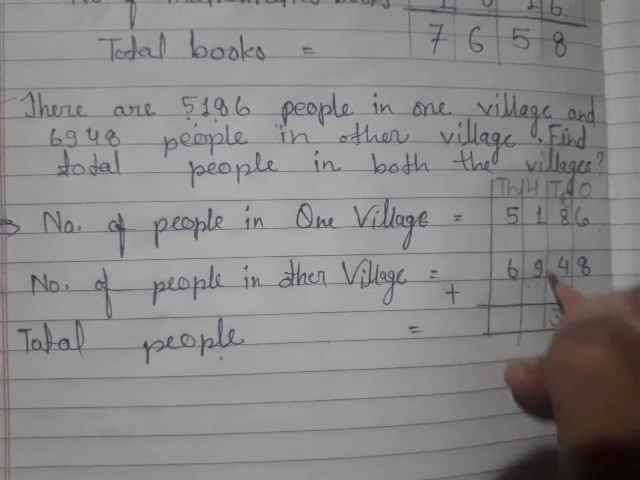 Total books = 7 6 5 8
There are 5186 people in one village and
6948 people in other village. Find
total people in both the villages?
Th H T O
No. of people in One Village = 5 1 8 6
No. of people in other Village = 6 9 4 8
+
Total people = 3